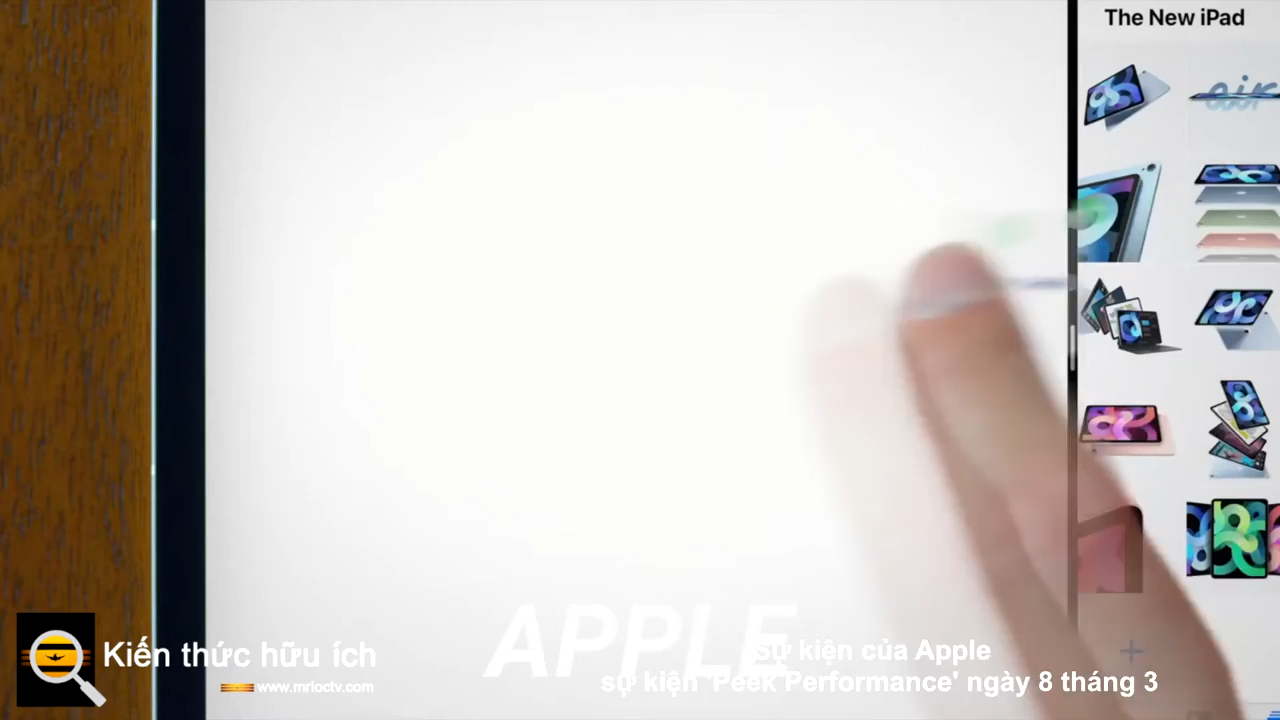 The New iPad
air
APPLE
Kiến thức hữu ích
www.mrloctv.com
Sự kiện của Apple
sự kiện 'Peek Performance' ngày 8 tháng 3